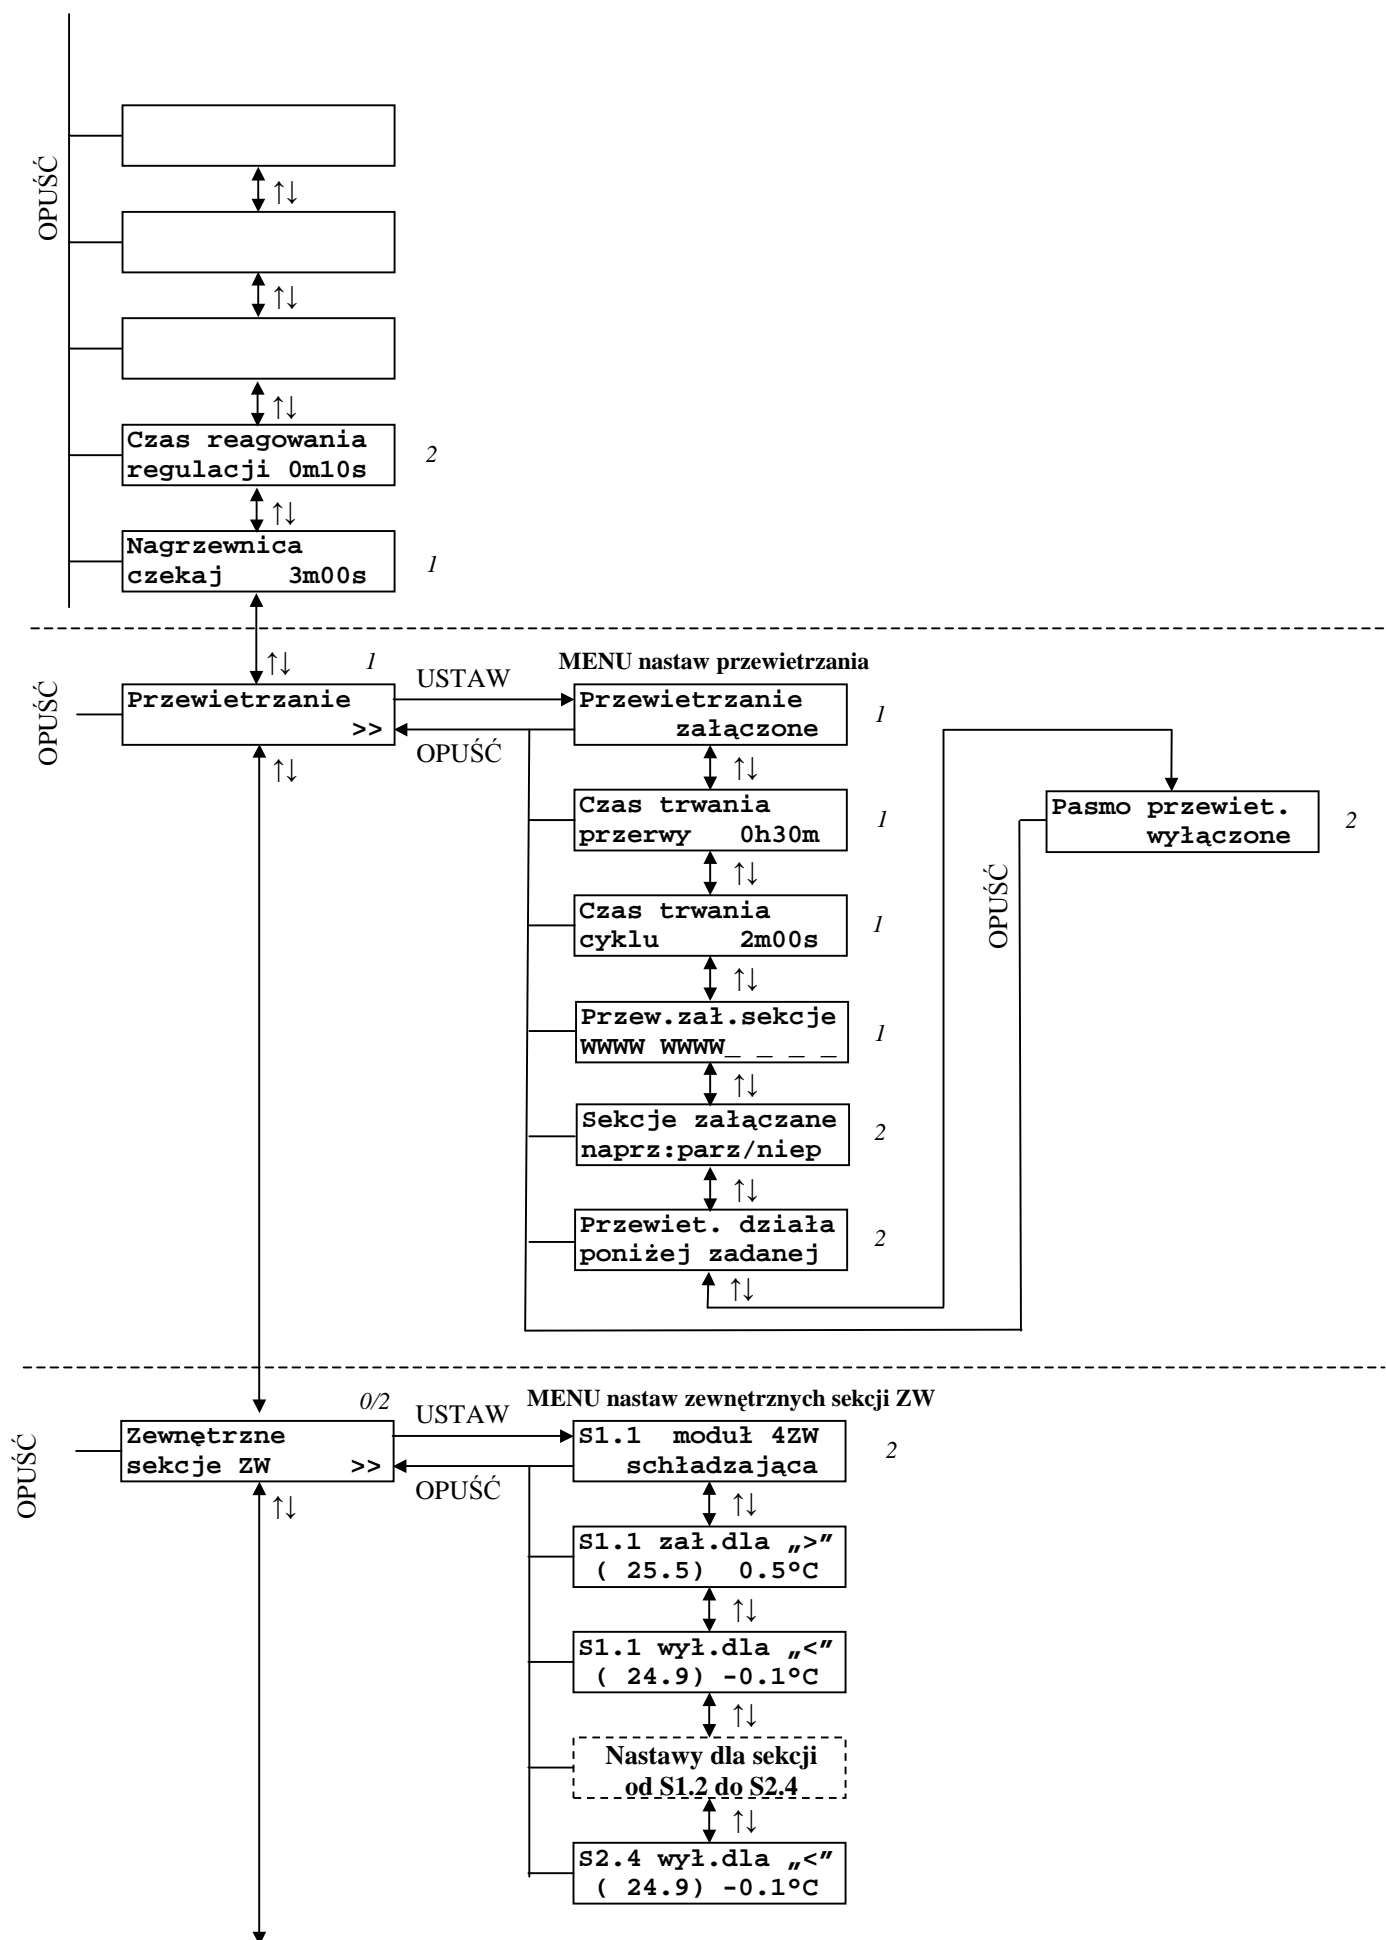 OPUŚĆ
↑↓
↑↓
↑↓
Czas reagowania
regulacji 0m10s
2
↑↓
Nagrzewnica
czekaj 3m00s
1
↑↓
1
OPUŚĆ
Przewietrzanie
>>
USTAW
OPUŚĆ
↑↓
MENU nastaw przewietrzania
Przewietrzanie
załączone
1
↑↓
Czas trwania
przerwy 0h30m
1
↑↓
Czas trwania
cyklu 2m00s
1
↑↓
Przew.zał.sekcje
WWWW WWWW_ _ _ _
1
↑↓
Sekcje załączane
naprz:parz/niep
2
↑↓
Przewiet. działa
poniżej zadanej
2
↑↓
Pasmo przewiet.
wyłączone
2
OPUŚĆ
0/2
OPUŚĆ
Zewnętrzne
sekcje ZW >>
USTAW
OPUŚĆ
↑↓
MENU nastaw zewnętrznych sekcji ZW
S1.1 moduł 4ZW
schładzająca
2
↑↓
S1.1 zał.dla „>”
( 25.5) 0.5°C
↑↓
S1.1 wył.dla „<”
( 24.9) -0.1°C
↑↓
Nastawy dla sekcji
od S1.2 do S2.4
↑↓
S2.4 wył.dla „<”
( 24.9) -0.1°C